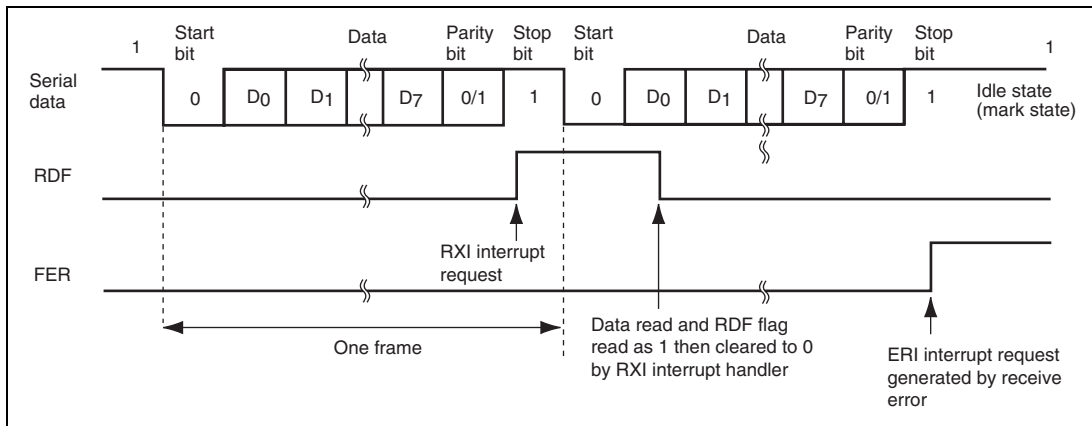 1
Start
bit
Data
Parity
bit
Stop
bit
Start
bit
Data
Parity
bit
Stop
bit
1
Serial
data
0
D0
D1
D7
0/1
1
0
D0
D1
D7
0/1
1
Idle state
(mark state)
RDF
RXI interrupt
request
FER
One frame
Data read and RDF flag
read as 1 then cleared to 0
by RXI interrupt handler
ERI interrupt request
generated by receive
error